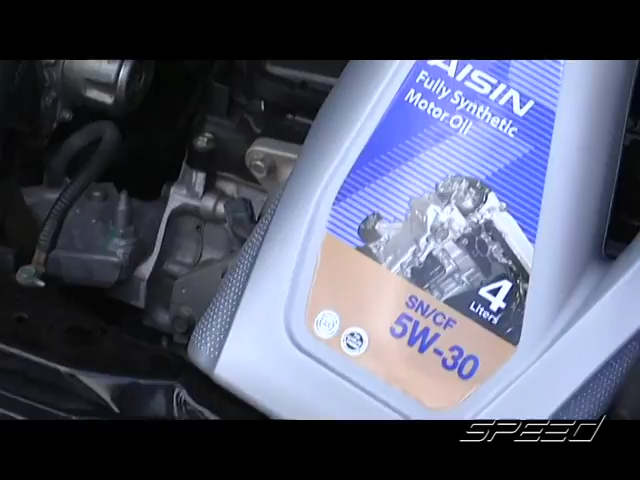 AISIN
Fully Synthetic
Motor Oil
4
Liters
SN/CF
5W-30
SPEED